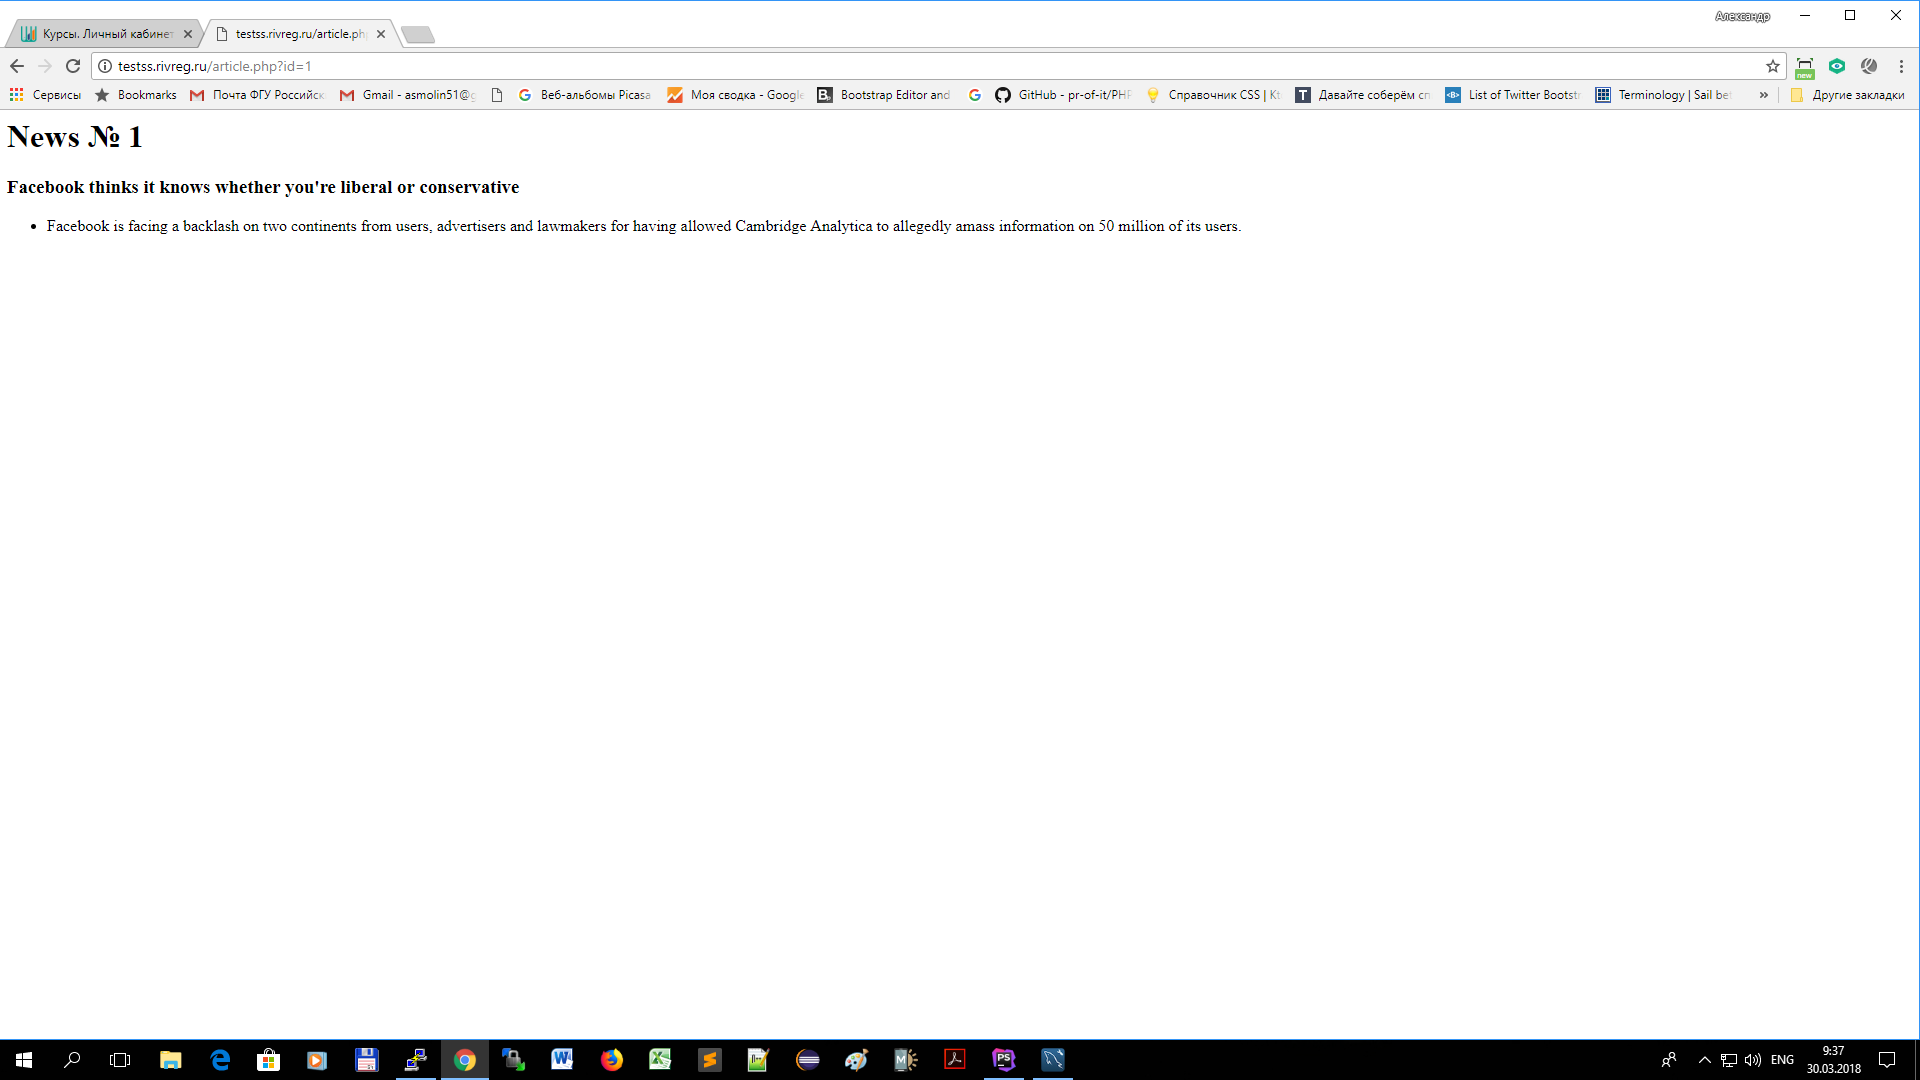 Александр
Курсы. Личный кабинет
testss.rivreg.ru/article.ph
testss.rivreg.ru/article.php?id=1
new
Сервисы Bookmarks Почта ФГУ Российск Gmail - asmolin51@g Веб-альбомы Picasa Моя сводка - Google Bootstrap Editor and GitHub - pr-of-it/PHP Справочник CSS | Kt Давайте соберём сп List of Twitter Bootstr Terminology | Sail bet » Другие закладки
News № 1
Facebook thinks it knows whether you're liberal or conservative
• Facebook is facing a backlash on two continents from users, advertisers and lawmakers for having allowed Cambridge Analytica to allegedly amass information on 50 million of its users.
ENG
9:37
30.03.2018